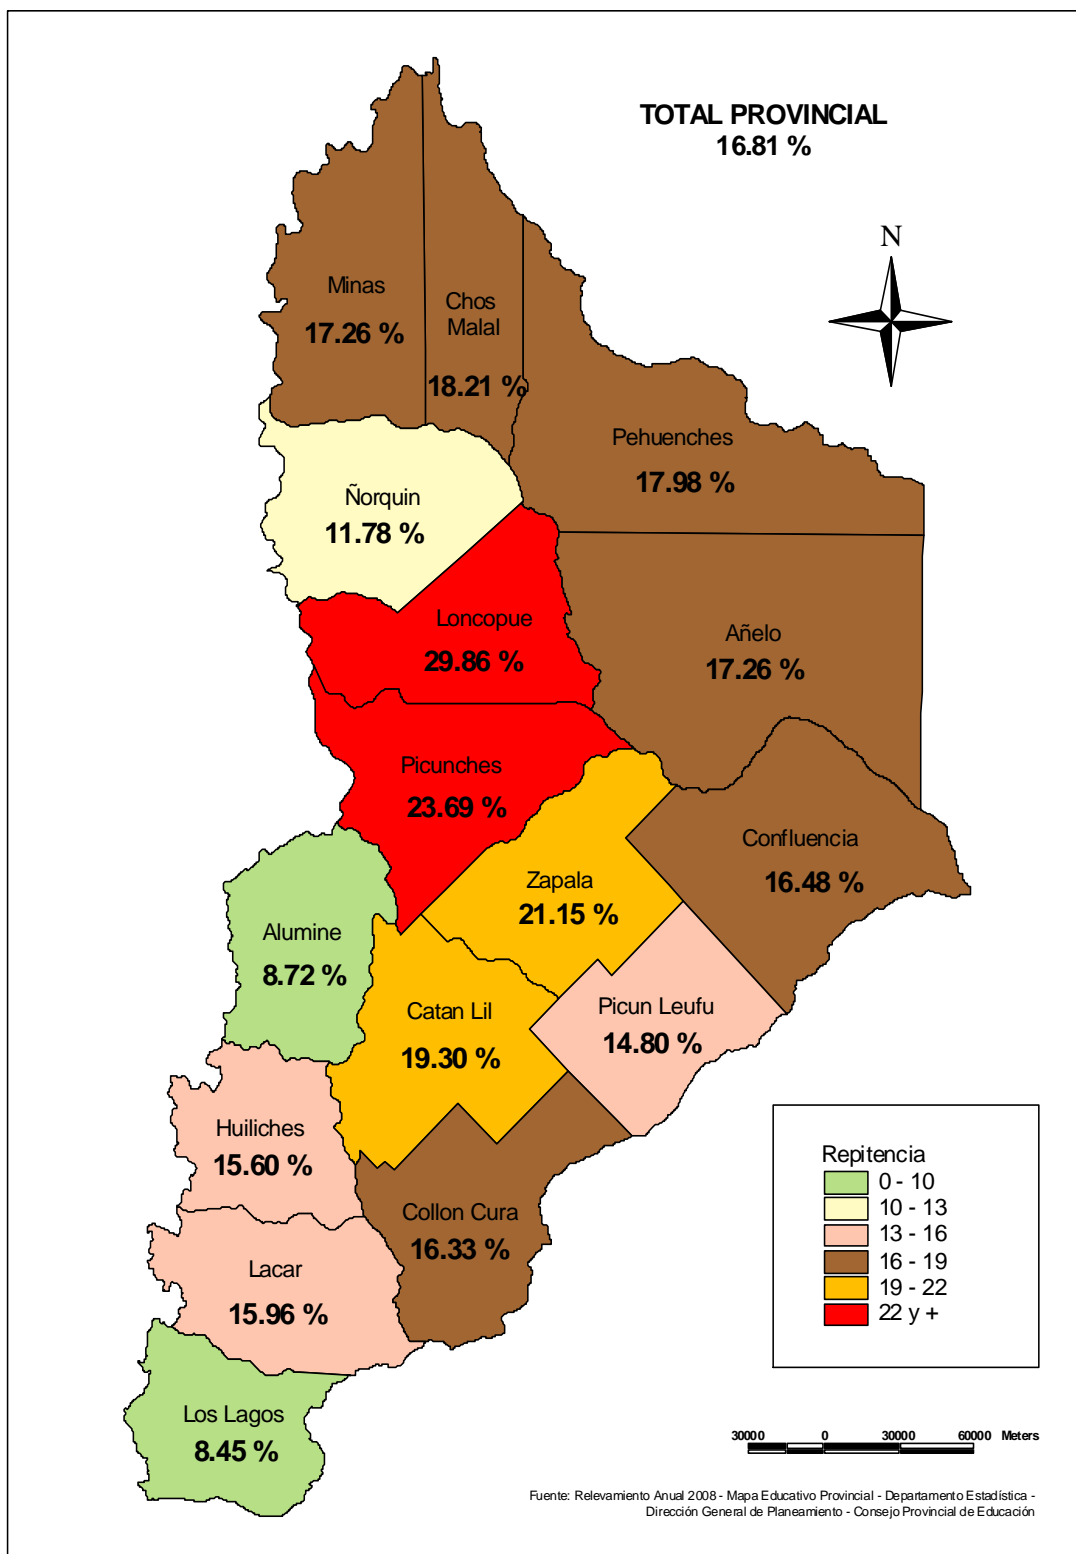 TOTAL PROVINCIAL
16.81 %
N
Minas
17.26 %
Chos
Malal
18.21 %
Pehuenches
17.98 %
Ñorquin
11.78 %
Loncopue
29.86 %
Añelo
17.26 %
Picunches
23.69 %
Confluencia
16.48 %
Zapala
21.15 %
Alumine
8.72 %
Catan Lil
19.30 %
Picun Leufu
14.80 %
Huiliches
15.60 %
Collon Cura
16.33 %
Lacar
15.96 %
Los Lagos
8.45 %
Repitencia
0 - 10
10 - 13
13 - 16
16 - 19
19 - 22
22 y +
30000 0 30000 60000 Meters
Fuente: Relevamiento Anual 2008 - Mapa Educativo Provincial - Departamento Estadística -
Dirección General de Planeamiento - Consejo Provincial de Educación